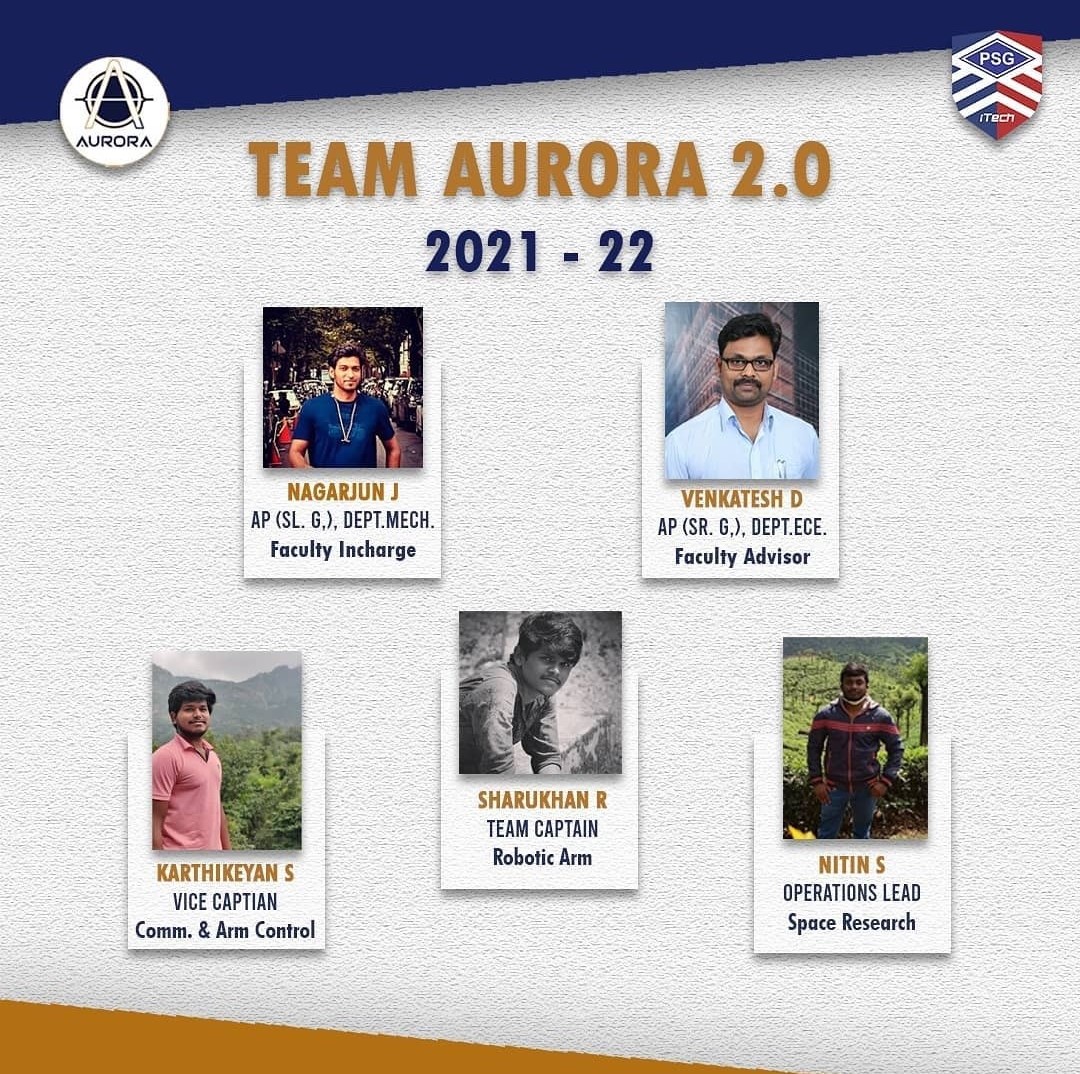 AURORA
PSG
iTech
TEAM AURORA 2.0
2021 - 22
NAGARJUN J
AP (SL. G,), DEPT.MECH.
Faculty Incharge
VENKATESH D
AP (SR. G,), DEPT.ECE.
Faculty Advisor
KARTHIKEYAN S
VICE CAPTIAN
Comm. & Arm Control
SHARUKHAN R
TEAM CAPTAIN
Robotic Arm
NITIN S
OPERATIONS LEAD
Space Research